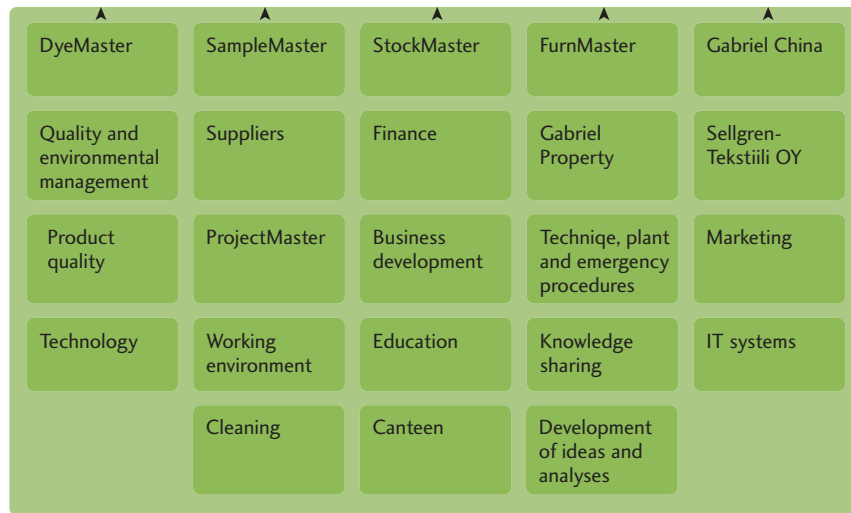 DyeMaster
SampleMaster
StockMaster
FurnMaster
Gabriel China
Quality and
environmental
management
Suppliers
Finance
Gabriel
Property
Sellgren-
Tekstiili OY
Product
quality
ProjectMaster
Business
development
Techniqe, plant
and emergency
procedures
Marketing
Technology
Working
environment
Education
Knowledge
sharing
IT systems
Cleaning
Canteen
Development
of ideas and
analyses